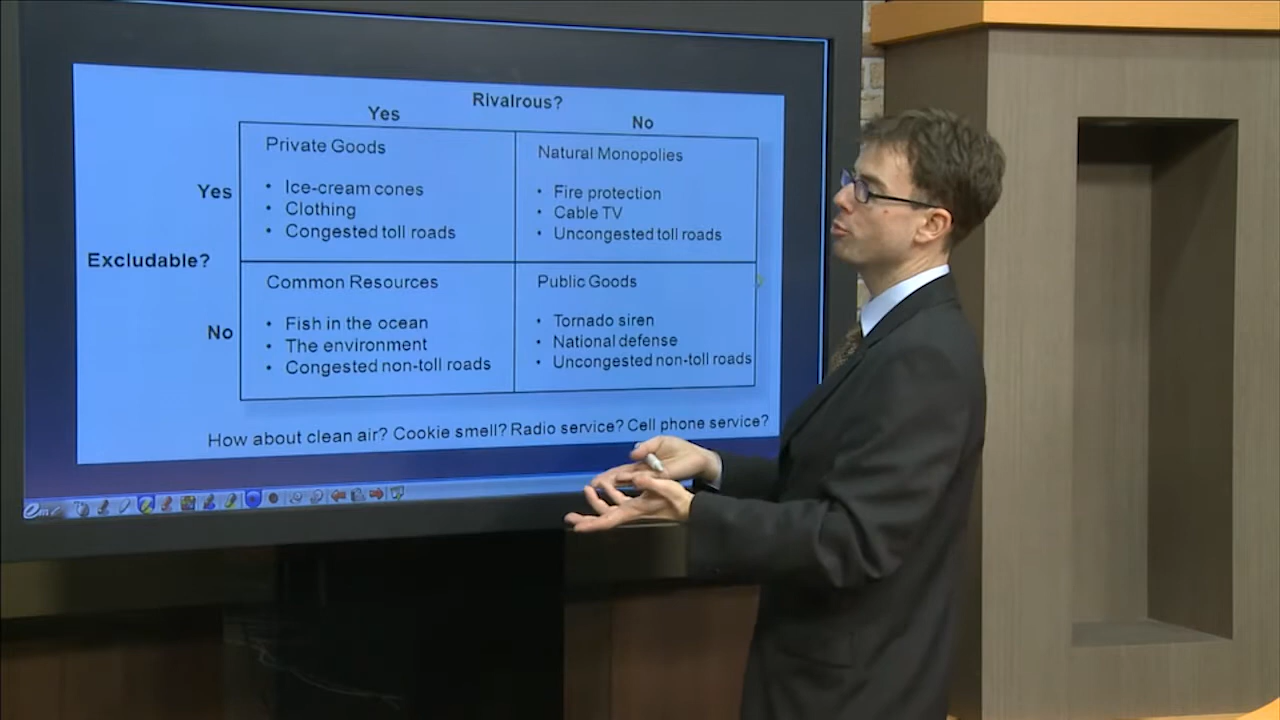 Rivalrous?
Yes
No
Private Goods
• Ice-cream cones
• Clothing
• Congested toll roads
Natural Monopolies
• Fire protection
• Cable TV
• Uncongested toll roads
Yes
Excludable?
No
Common Resources
• Fish in the ocean
• The environment
• Congested non-toll roads
Public Goods
• Tornado siren
• National defense
• Uncongested non-toll roads
How about clean air? Cookie smell? Radio service? Cell phone service?